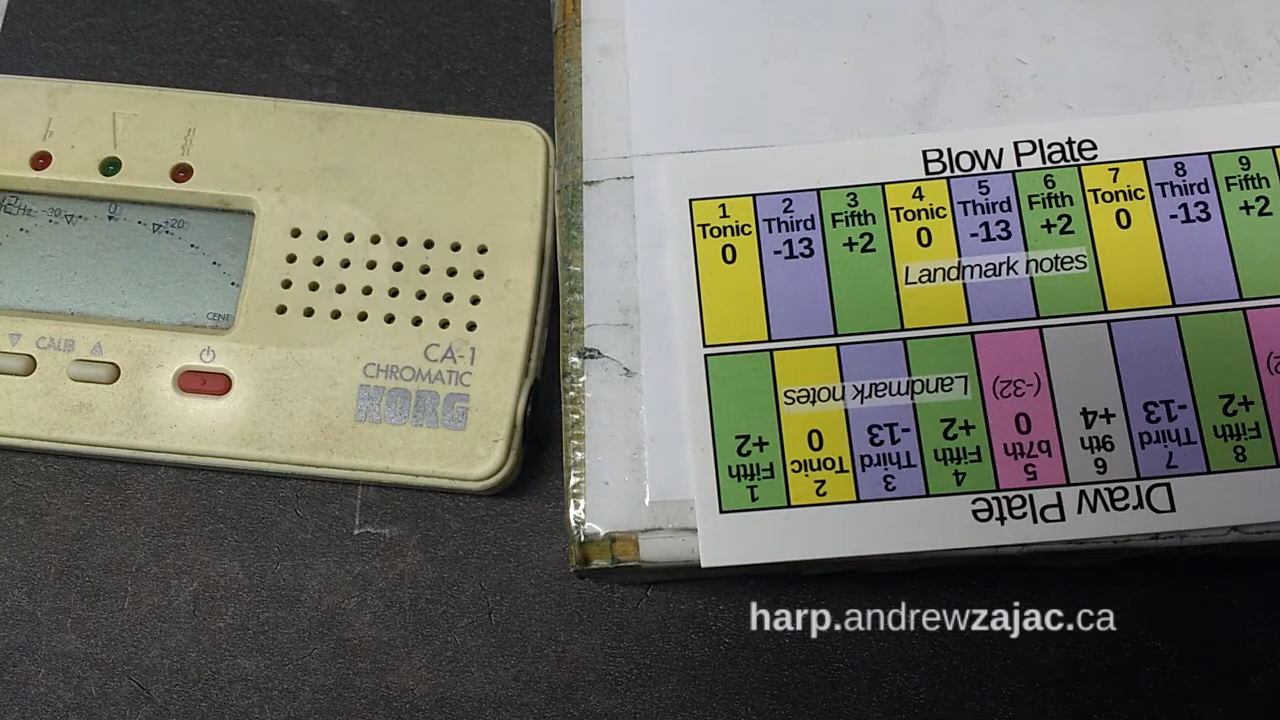 Hz -30 0 +20
CENT
CALIB
CA-1
CHROMATIC
KORG
Blow Plate
1 Tonic 0
2 Third -13
3 Fifth +2
4 Tonic 0
5 Third -13
6 Fifth +2
7 Tonic 0
8 Third -13
9 Fifth +2
Landmark notes
Landmark notes
1 Fifth +2
2 Tonic 0
3 Third -13
4 Fifth +2
5 b7th 0 (-32)
6 9th +4
7 Third -13
8 Fifth +2
Draw Plate
harp.andrewzajac.ca